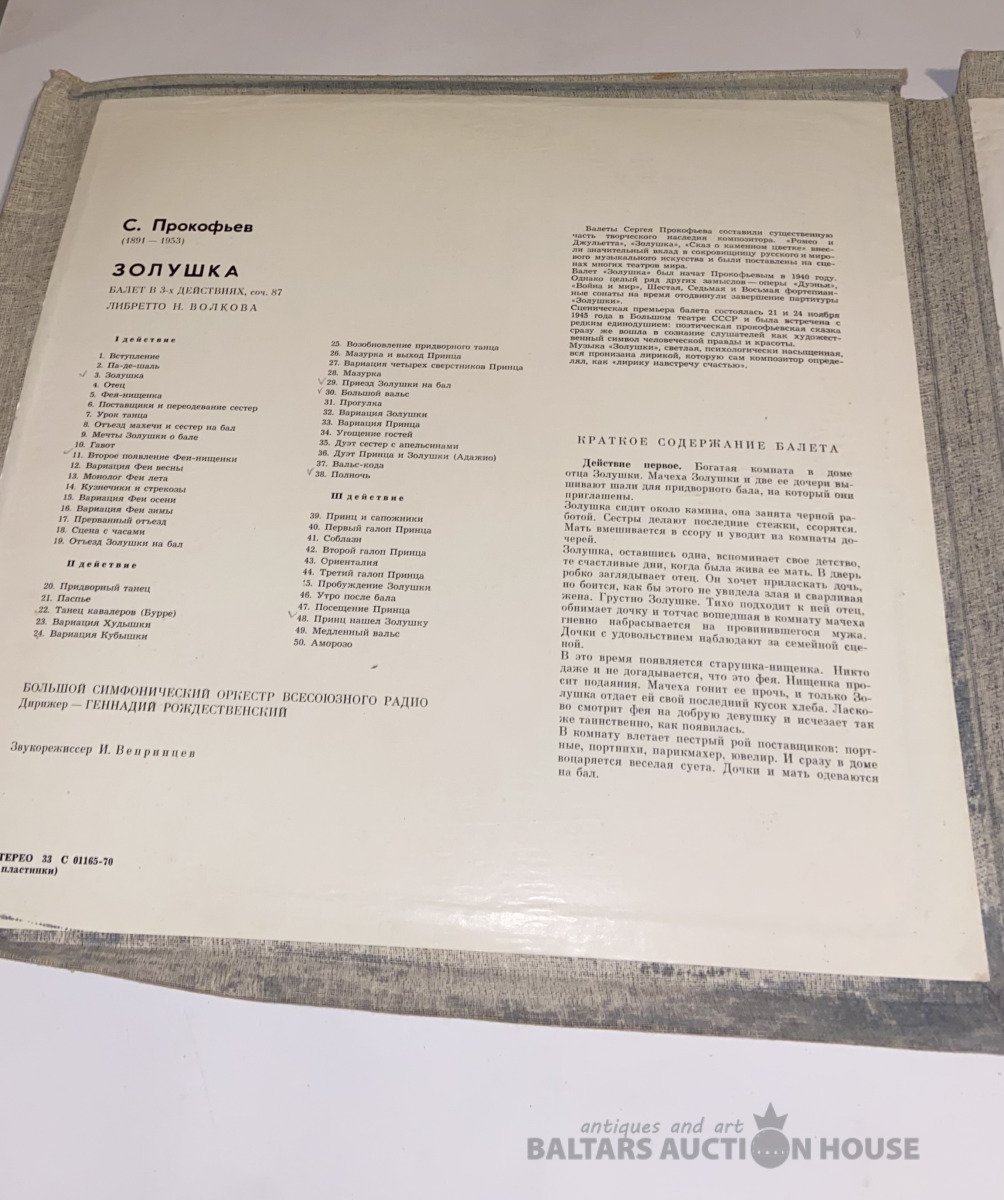 С. Прокофьев
(1891 — 1953)
ЗОЛУШКА
БАЛЕТ В 3-х ДЕЙСТВИЯХ, соч. 87
ЛИБРЕТТО Н. ВОЛКОВА
I действие
1. Вступление
2. Па-де-шаль
3. Золушка
4. Отец
5. Фея-нищенка
6. Поставщики и переодевание сестер
7. Урок танца
8. Отъезд мачехи и сестер на бал
9. Мечты Золушки о бале
10. Гавот
11. Второе появление Феи-нищенки
12. Вариация Феи весны
13. Монолог Феи лета
14. Кузнечики и стрекозы
15. Вариация Феи осени
16. Вариация Феи зимы
17. Прерванный отъезд
18. Сцена с часами
19. Отъезд Золушки на бал
II действие
20. Придворный танец
21. Паспье
22. Танец кавалеров (Бурре)
23. Вариация Худышки
24. Вариация Кубышки
25. Возобновление придворного танца
26. Мазурка и выход Принца
27. Вариация четырех сверстников Принца
28. Мазурка
29. Приезд Золушки на бал
30. Большой вальс
31. Прогулка
32. Вариация Золушки
33. Вариация Принца
34. Угощение гостей
35. Дуэт сестер с апельсинами
36. Дуэт Принца и Золушки (Адажио)
37. Вальс-кода
38. Полночь
III действие
39. Принц и сапожники
40. Первый галоп Принца
41. Соблазн
42. Второй галоп Принца
43. Ориенталия
44. Третий галоп Принца
45. Пробуждение Золушки
46. Утро после бала
47. Посещение Принца
48. Принц нашел Золушку
49. Медленный вальс
50. Аморозо
БОЛЬШОЙ СИМФОНИЧЕСКИЙ ОРКЕСТР ВСЕСОЮЗНОГО РАДИО
Дирижер — ГЕННАДИЙ РОЖДЕСТВЕНСКИЙ
Звукорежиссер И. Вепринцев
ТЕРЕО 33 С 01165-70
пластинки)
Балеты Сергея Прокофьева составили существенную
часть творческого наследия композитора. «Ромео и
Джульетта», «Золушка», «Сказ о каменном цветке» внес-
ли значительный вклад в сокровищницу русского и миро-
вого музыкального искусства и были поставлены на сце-
нах многих театров мира.
Балет «Золушка» был начат Прокофьевым в 1940 году.
Однако целый ряд других замыслов — оперы «Дуэнья»,
«Война и мир», Шестая, Седьмая и Восьмая фортепиан-
ные сонаты на время отодвинули завершение партитуры
«Золушки».
Сценическая премьера балета состоялась 21 и 24 ноября
1945 года в Большом театре СССР и была встречена с
редким единодушием: поэтическая прокофьевская сказка
сразу же вошла в сознание слушателей как художест-
венный символ человеческой правды и красоты.
Музыка «Золушки», светлая, психологически насыщенная,
вся пронизана лирикой, которую сам композитор опреде-
лял, как «лирику навстречу счастью».
КРАТКОЕ СОДЕРЖАНИЕ БАЛЕТА
Действие первое. Богатая комната в доме
отца Золушки. Мачеха Золушки и две ее дочери вы-
шивают шали для придворного бала, на который они
приглашены.
Золушка сидит около камина, она занята черной ра-
ботой. Сестры делают последние стежки, ссорятся.
Мать вмешивается в ссору и уводит из комнаты до-
черей.
Золушка, оставшись одна, вспоминает свое детство,
те счастливые дни, когда была жива ее мать. В дверь
робко заглядывает отец. Он хочет приласкать дочь,
но боится, как бы этого не увидела злая и сварливая
жена. Грустно Золушке. Тихо подходит к ней отец,
обнимает дочку и тотчас вошедшая в комнату мачеха
гневно набрасывается на провинившегося мужа.
Дочки с удовольствием наблюдают за семейной сце-
ной.
В это время появляется старушка-нищенка. Никто
даже и не догадывается, что это фея. Нищенка про-
сит подаяния. Мачеха гонит ее прочь, и только Зо-
лушка отдает ей свой последний кусок хлеба. Ласко-
во смотрит фея на добрую девушку и исчезает так
же таинственно, как появилась.
В комнату влетает пестрый рой поставщиков: порт-
ные, портнихи, парикмахер, ювелир. И сразу в доме
воцаряется веселая суета. Дочки и мать одеваются
на бал.
antiques and art
BALTARS AUCTION HOUSE